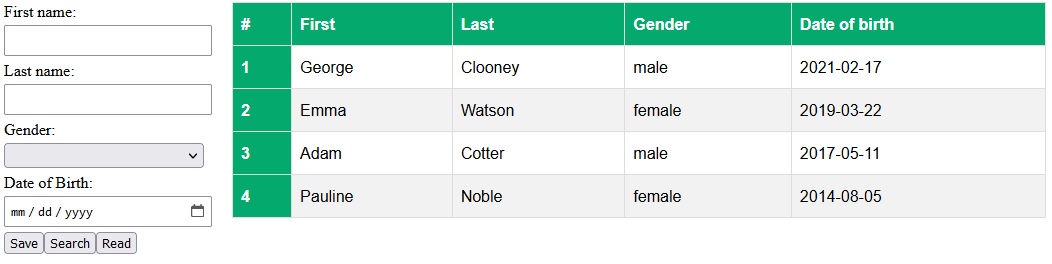 First name:
Last name:
Gender:
Date of Birth:
mm / dd / yyyy
Save Search Read
# First Last Gender Date of birth
1 George Clooney male 2021-02-17
2 Emma Watson female 2019-03-22
3 Adam Cotter male 2017-05-11
4 Pauline Noble female 2014-08-05